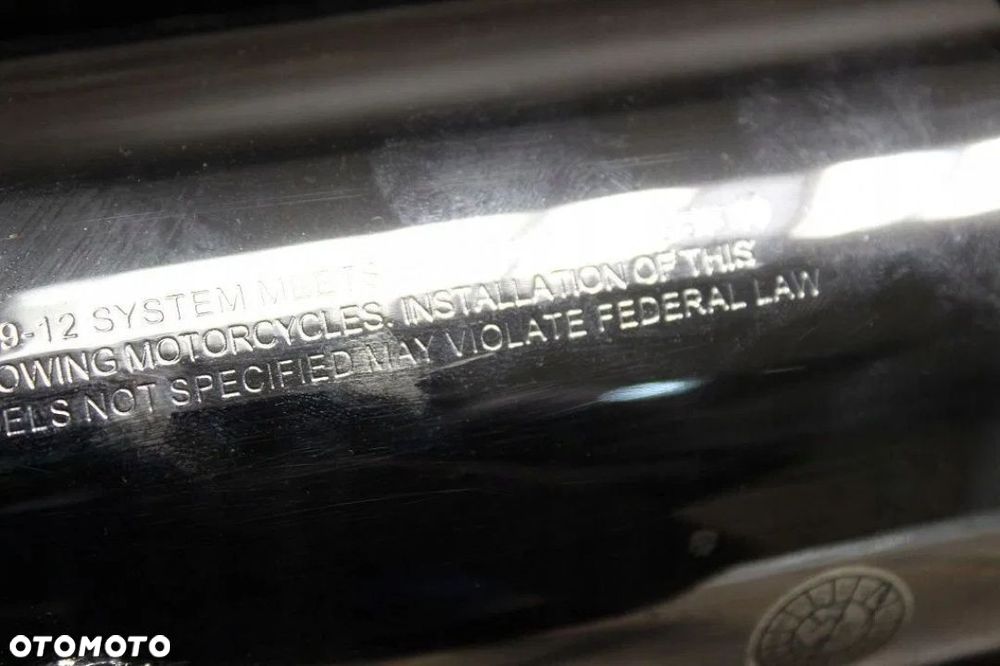 9-12 SYSTEM MEETS
OWING MOTORCYCLES. INSTALLATION OF THIS
ELS NOT SPECIFIED MAY VIOLATE FEDERAL LAW
OTOMOTO